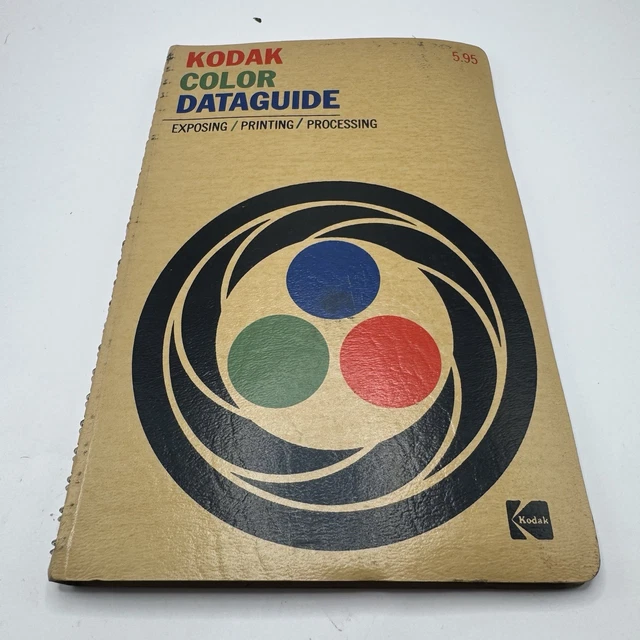 KODAK
5.95
COLOR
DATAGUIDE
EXPOSING / PRINTING / PROCESSING
Kodak